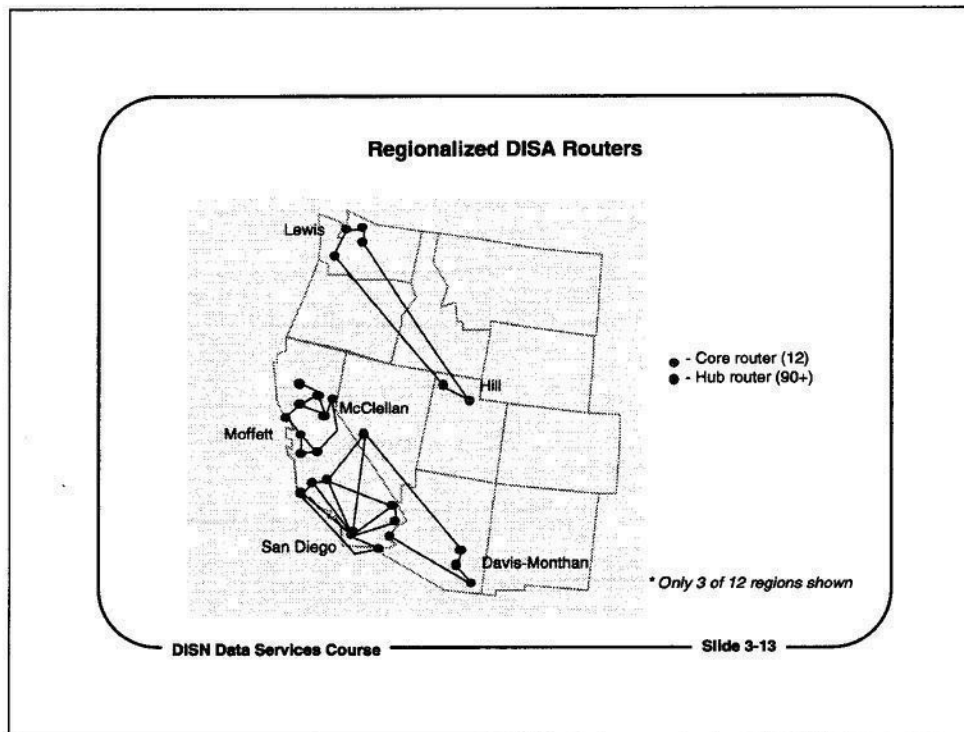 Regionalized DISA Routers
Lewis
Hill
- Core router (12)
- Hub router (90+)
McClellan
Moffett
San Diego
Davis-Monthan
* Only 3 of 12 regions shown
DISN Data Services Course
Slide 3-13